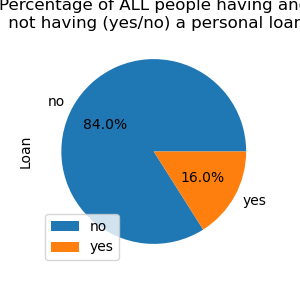 Percentage of ALL people having and
not having (yes/no) a personal loan
no
84.0%
Loan
16.0%
yes
no
yes